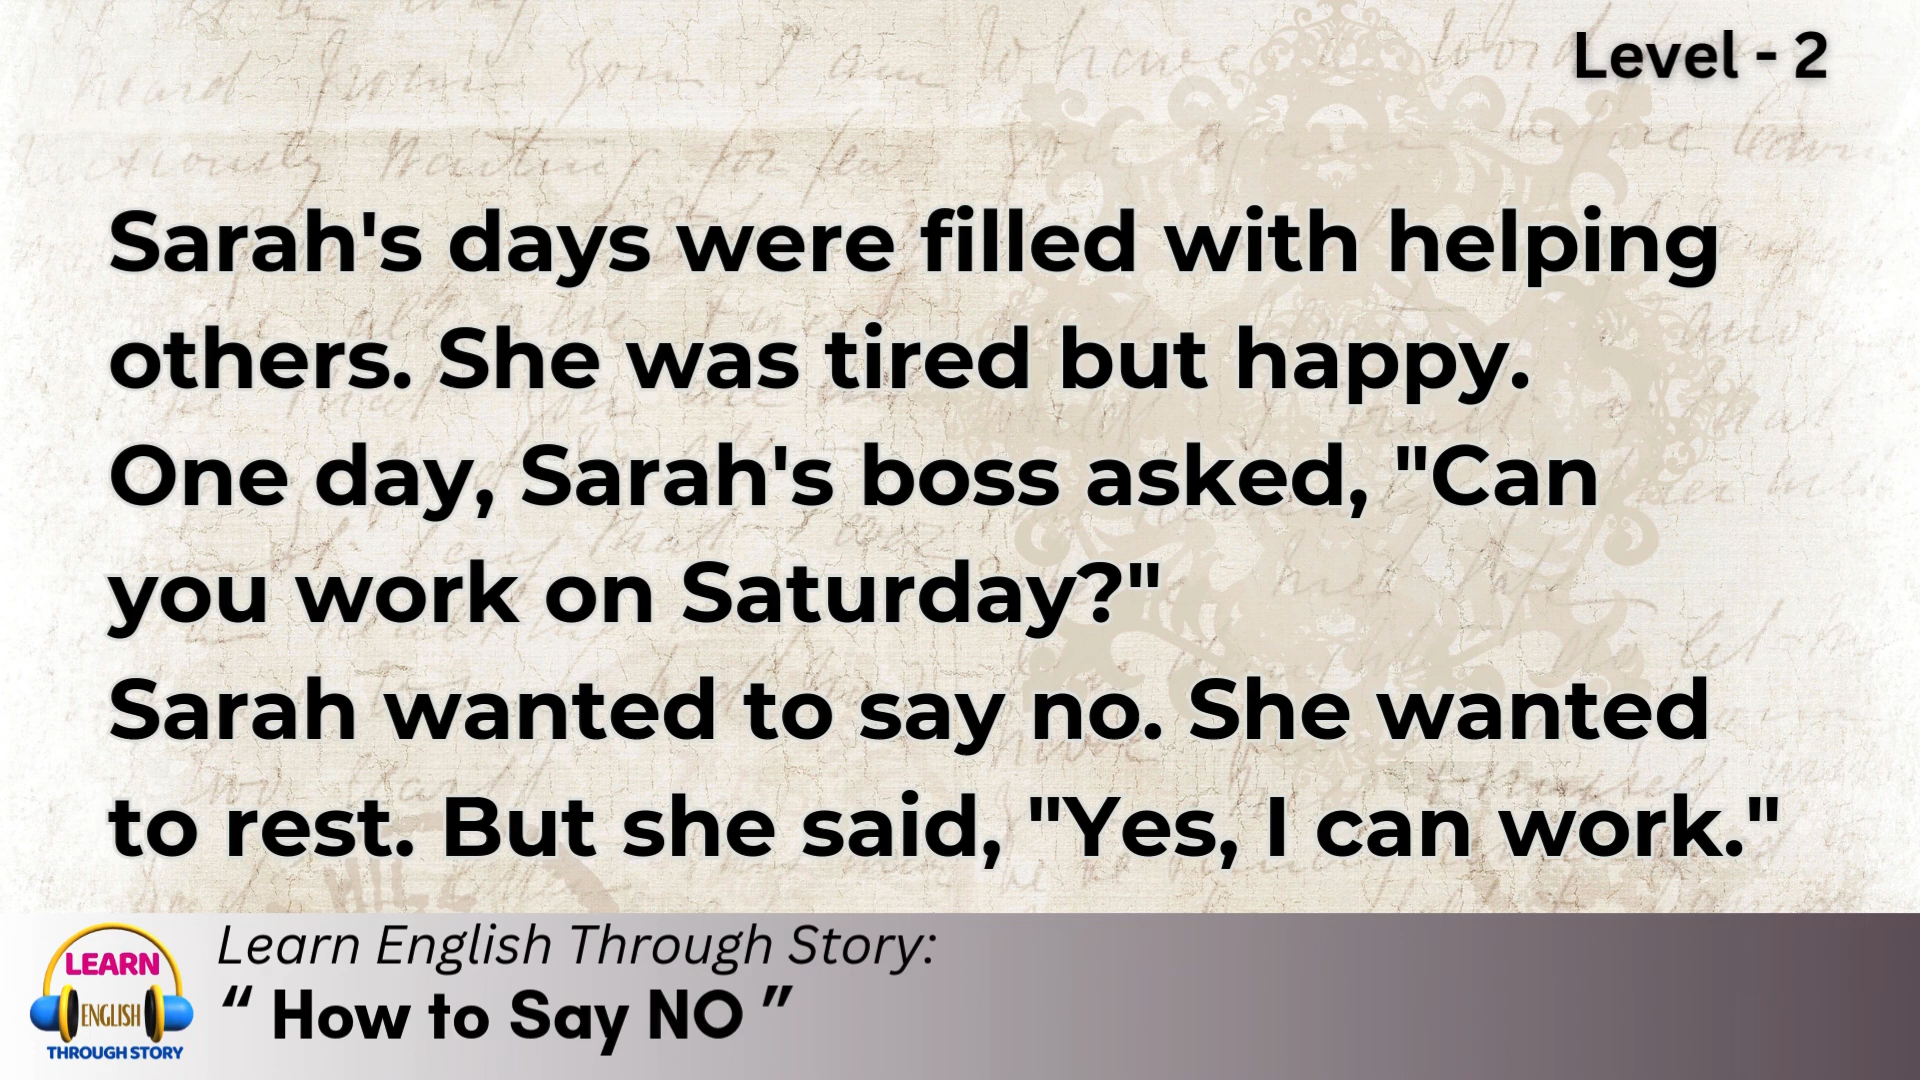 Level - 2
Sarah's days were filled with helping
others. She was tired but happy.
One day, Sarah's boss asked, "Can
you work on Saturday?"
Sarah wanted to say no. She wanted
to rest. But she said, "Yes, I can work."
LEARN
ENGLISH
THROUGH STORY
Learn English Through Story:
“ How to Say NO ”